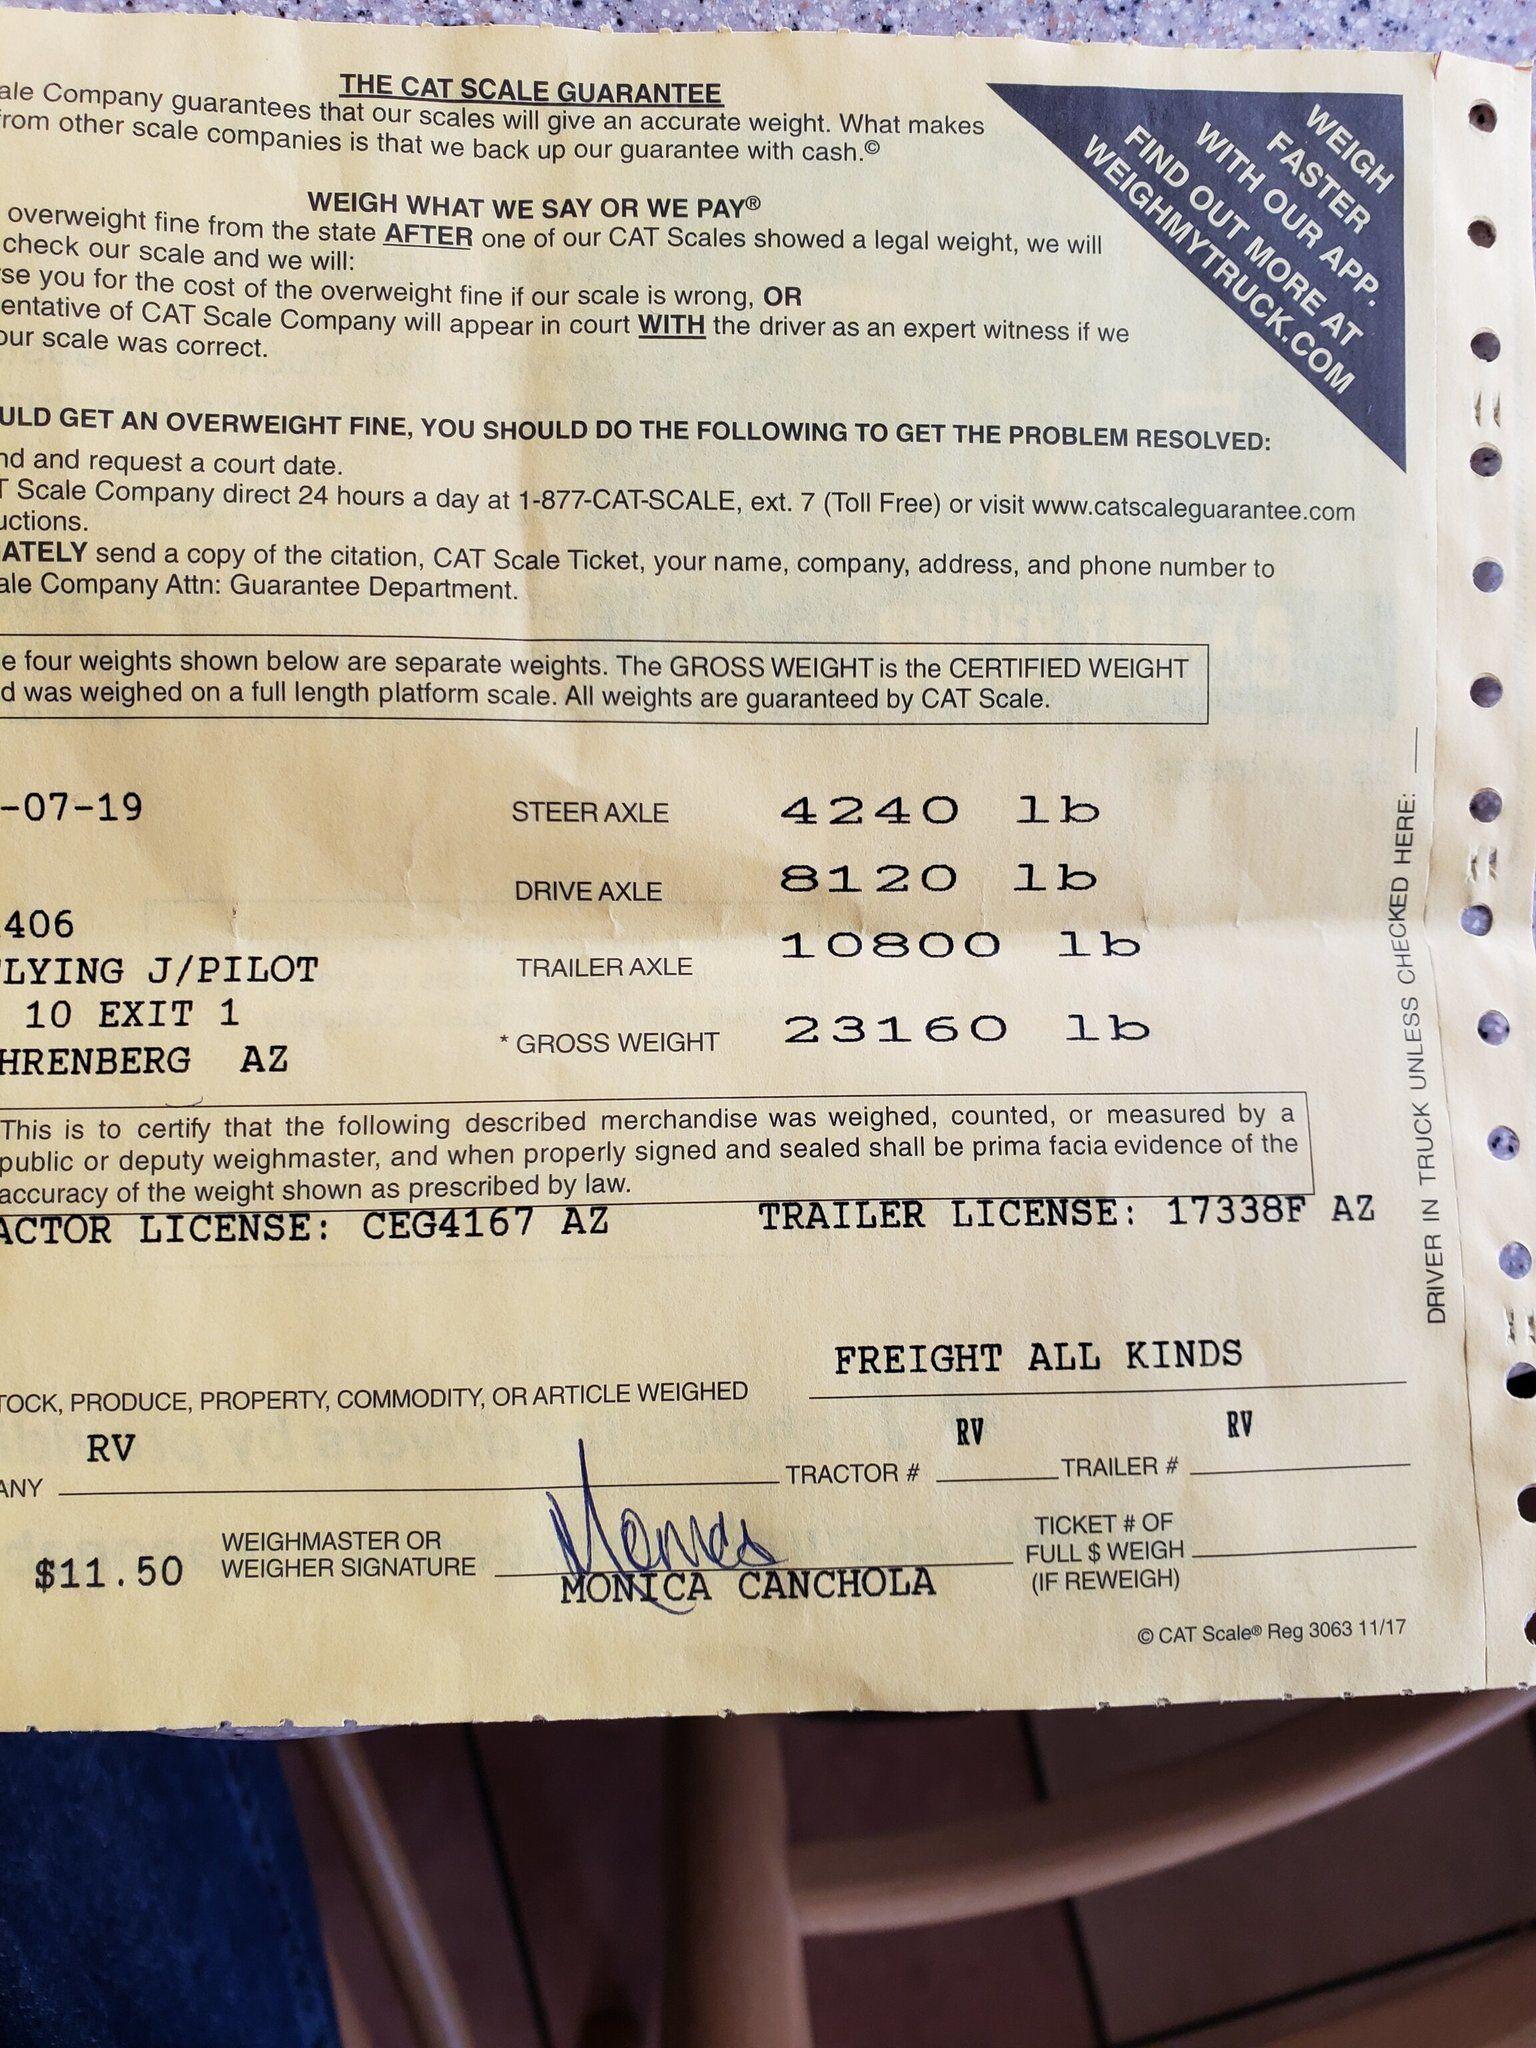 THE CAT SCALE GUARANTEE
ale Company guarantees that our scales will give an accurate weight. What makes
from other scale companies is that we back up our guarantee with cash.©
WEIGH WHAT WE SAY OR WE PAY®
overweight fine from the state AFTER one of our CAT Scales showed a legal weight, we will
check our scale and we will:
se you for the cost of the overweight fine if our scale is wrong, OR
entative of CAT Scale Company will appear in court WITH the driver as an expert witness if we
our scale was correct.
WEIGH
FASTER
WITH OUR APP.
FIND OUT MORE AT
WEIGHMYTRUCK.COM
ULD GET AN OVERWEIGHT FINE, YOU SHOULD DO THE FOLLOWING TO GET THE PROBLEM RESOLVED:
nd and request a court date.
T Scale Company direct 24 hours a day at 1-877-CAT-SCALE, ext. 7 (Toll Free) or visit www.catscaleguarantee.com
uctions.
ATELY send a copy of the citation, CAT Scale Ticket, your name, company, address, and phone number to
ale Company Attn: Guarantee Department.
e four weights shown below are separate weights. The GROSS WEIGHT is the CERTIFIED WEIGHT
d was weighed on a full length platform scale. All weights are guaranteed by CAT Scale.
-07-19
STEER AXLE 4240 lb
DRIVE AXLE 8120 lb
406
LYING J/PILOT
TRAILER AXLE 10800 lb
10 EXIT 1
* GROSS WEIGHT 23160 lb
HRENBERG AZ
DRIVER IN TRUCK UNLESS CHECKED HERE:
This is to certify that the following described merchandise was weighed, counted, or measured by a
public or deputy weighmaster, and when properly signed and sealed shall be prima facia evidence of the
accuracy of the weight shown as prescribed by law.
ACTOR LICENSE: CEG4167 AZ TRAILER LICENSE: 17338F AZ
FREIGHT ALL KINDS
TOCK, PRODUCE, PROPERTY, COMMODITY, OR ARTICLE WEIGHED
RV RV RV
ANY TRACTOR # TRAILER #
$11.50
WEIGHMASTER OR
WEIGHER SIGNATURE
Monica
MONICA CANCHOLA
TICKET # OF
FULL $ WEIGH
(IF REWEIGH)
© CAT Scale® Reg 3063 11/17